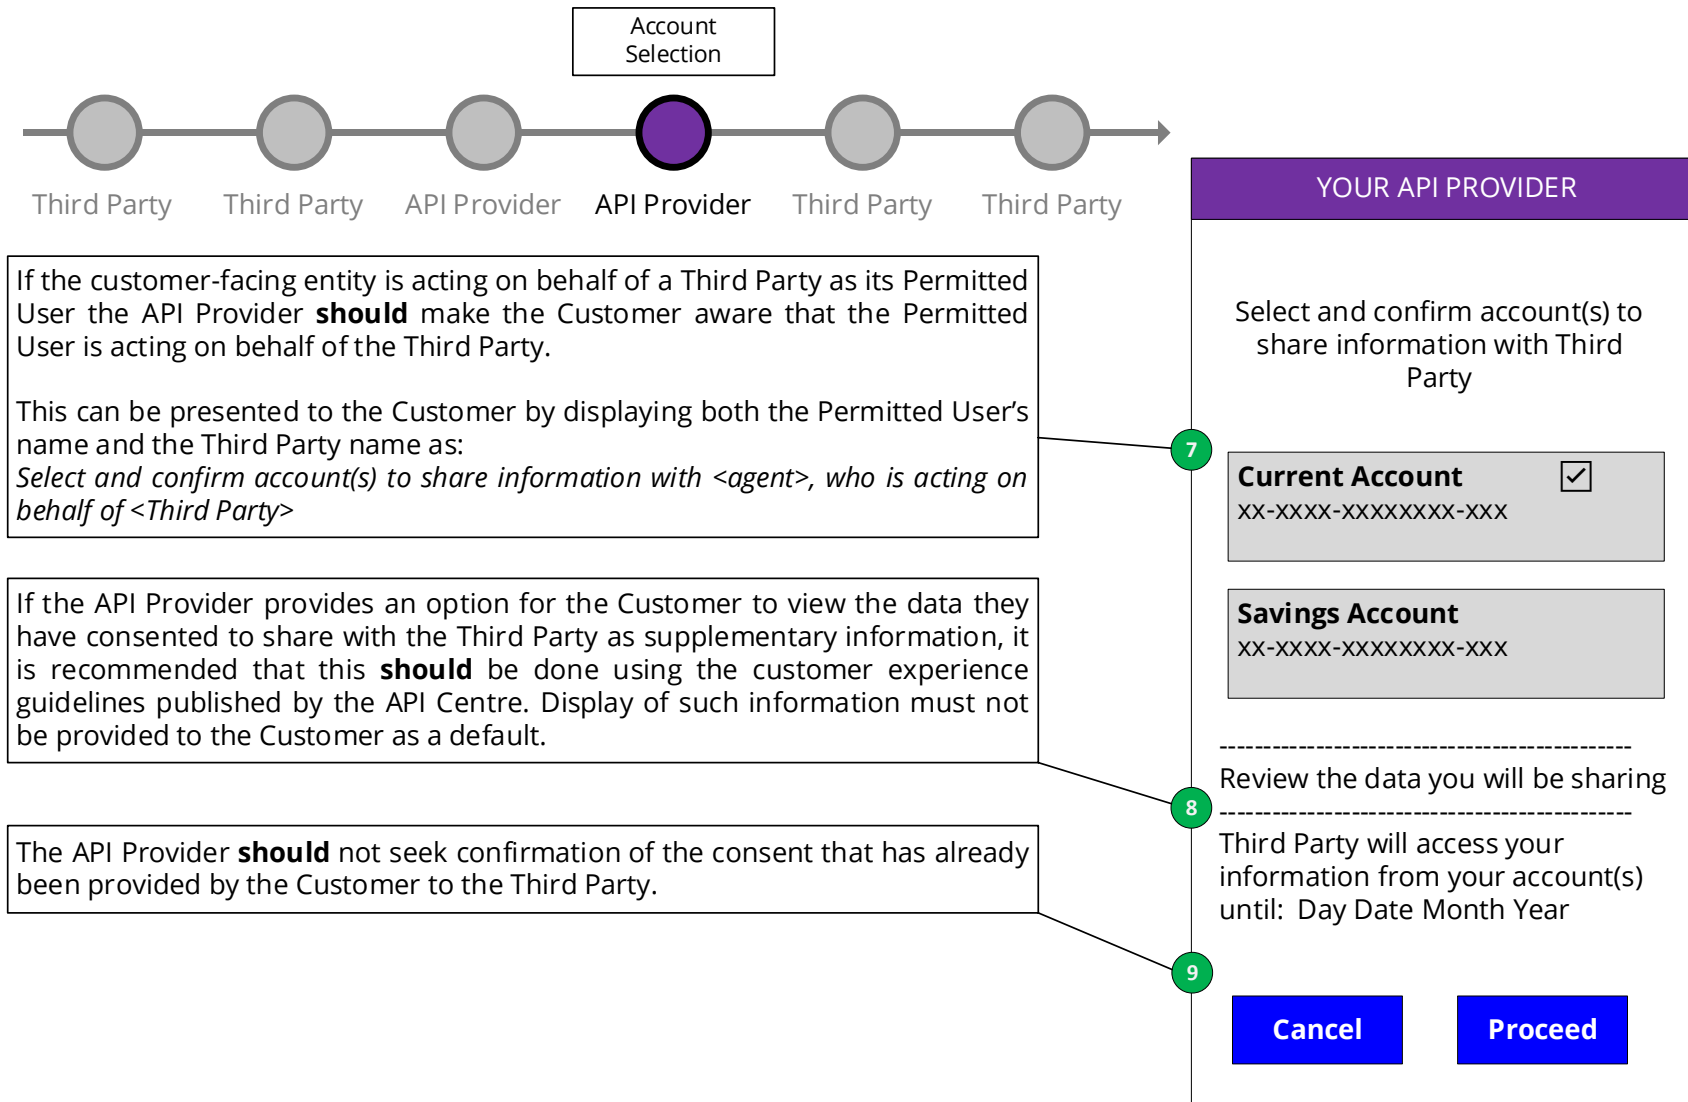 Account
Selection
Third Party
Third Party
API Provider
API Provider
Third Party
Third Party
If the customer-facing entity is acting on behalf of a Third Party as its Permitted
User the API Provider should make the Customer aware that the Permitted
User is acting on behalf of the Third Party.
This can be presented to the Customer by displaying both the Permitted User’s
name and the Third Party name as:
Select and confirm account(s) to share information with <agent>, who is acting on
behalf of <Third Party>
If the API Provider provides an option for the Customer to view the data they
have consented to share with the Third Party as supplementary information, it
is recommended that this should be done using the customer experience
guidelines published by the API Centre. Display of such information must not
be provided to the Customer as a default.
The API Provider should not seek confirmation of the consent that has already
been provided by the Customer to the Third Party.
7
8
9
YOUR API PROVIDER
Select and confirm account(s) to
share information with Third
Party
Current Account
xx-xxxx-xxxxxxxx-xxx
Savings Account
xx-xxxx-xxxxxxxx-xxx
-----------------------------------------------
Review the data you will be sharing
-----------------------------------------------
Third Party will access your
information from your account(s)
until: Day Date Month Year
Cancel
Proceed